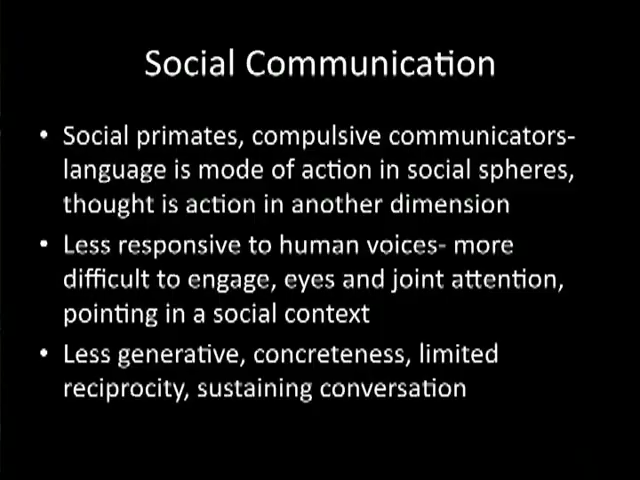 Social Communication
• Social primates, compulsive communicators-
language is mode of action in social spheres,
thought is action in another dimension
• Less responsive to human voices- more
difficult to engage, eyes and joint attention,
pointing in a social context
• Less generative, concreteness, limited
reciprocity, sustaining conversation